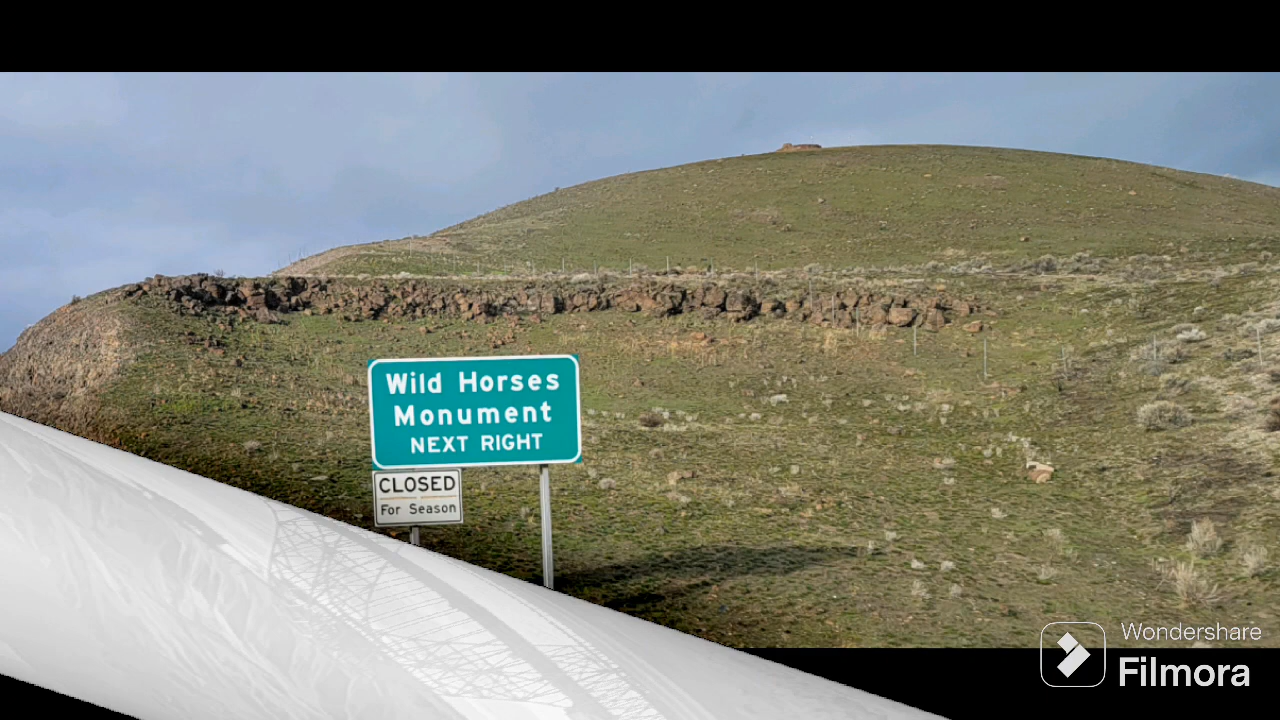 Wild Horses
Monument
NEXT RIGHT
CLOSED
For Season
Wondershare
Filmora